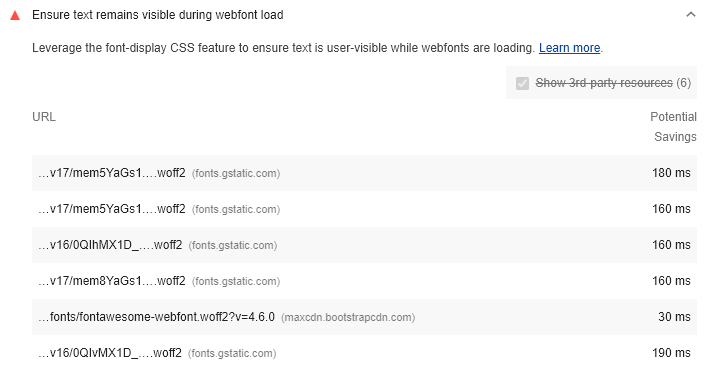 Ensure text remains visible during webfont load
Leverage the font-display CSS feature to ensure text is user-visible while webfonts are loading. Learn more.
Show 3rd-party resources (6)
URL
Potential
Savings
...v17/mem5YaGs1....woff2 (fonts.gstatic.com) 180 ms
...v17/mem5YaGs1....woff2 (fonts.gstatic.com) 160 ms
...v16/0QIhMX1D_....woff2 (fonts.gstatic.com) 160 ms
...v17/mem8YaGs1....woff2 (fonts.gstatic.com) 160 ms
...fonts/fontawesome-webfont.woff2?v=4.6.0 (maxcdn.bootstrapcdn.com) 30 ms
...v16/0QIvMX1D_....woff2 (fonts.gstatic.com) 190 ms